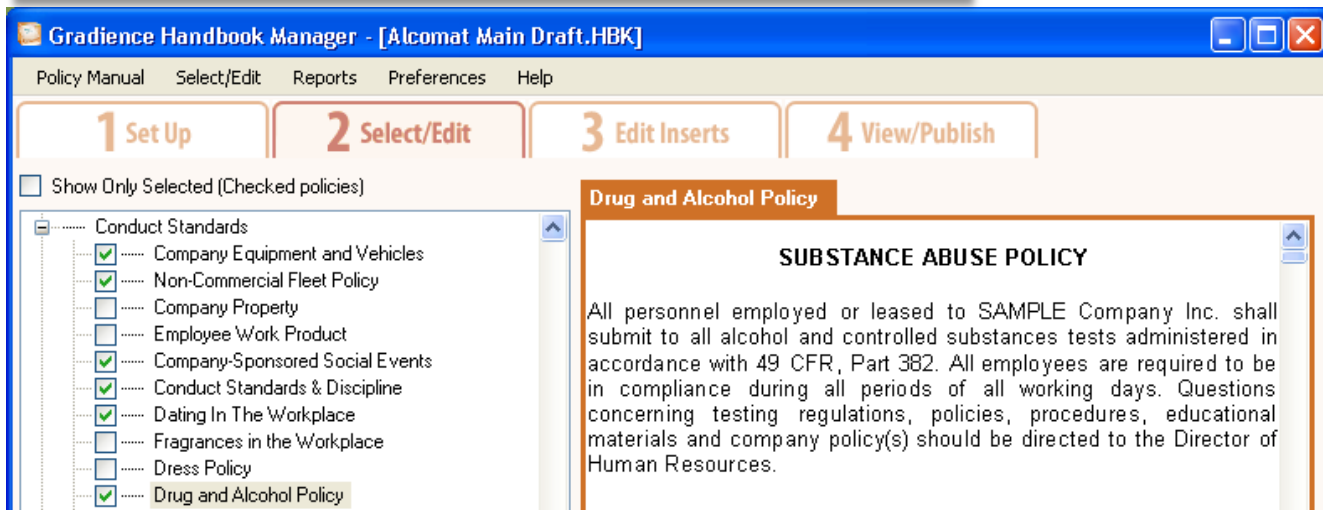 Gradience Handbook Manager - [Alcomat Main Draft.HBK]
Policy Manual Select/Edit Reports Preferences Help
1 Set Up 2 Select/Edit 3 Edit Inserts 4 View/Publish
Show Only Selected (Checked policies)
Conduct Standards
Company Equipment and Vehicles
Non-Commercial Fleet Policy
Company Property
Employee Work Product
Company-Sponsored Social Events
Conduct Standards & Discipline
Dating In The Workplace
Fragrances in the Workplace
Dress Policy
Drug and Alcohol Policy
Drug and Alcohol Policy
SUBSTANCE ABUSE POLICY
All personnel employed or leased to SAMPLE Company Inc. shall
submit to all alcohol and controlled substances tests administered in
accordance with 49 CFR, Part 382. All employees are required to be
in compliance during all periods of all working days. Questions
concerning testing regulations, policies, procedures, educational
materials and company policy(s) should be directed to the Director of
Human Resources.